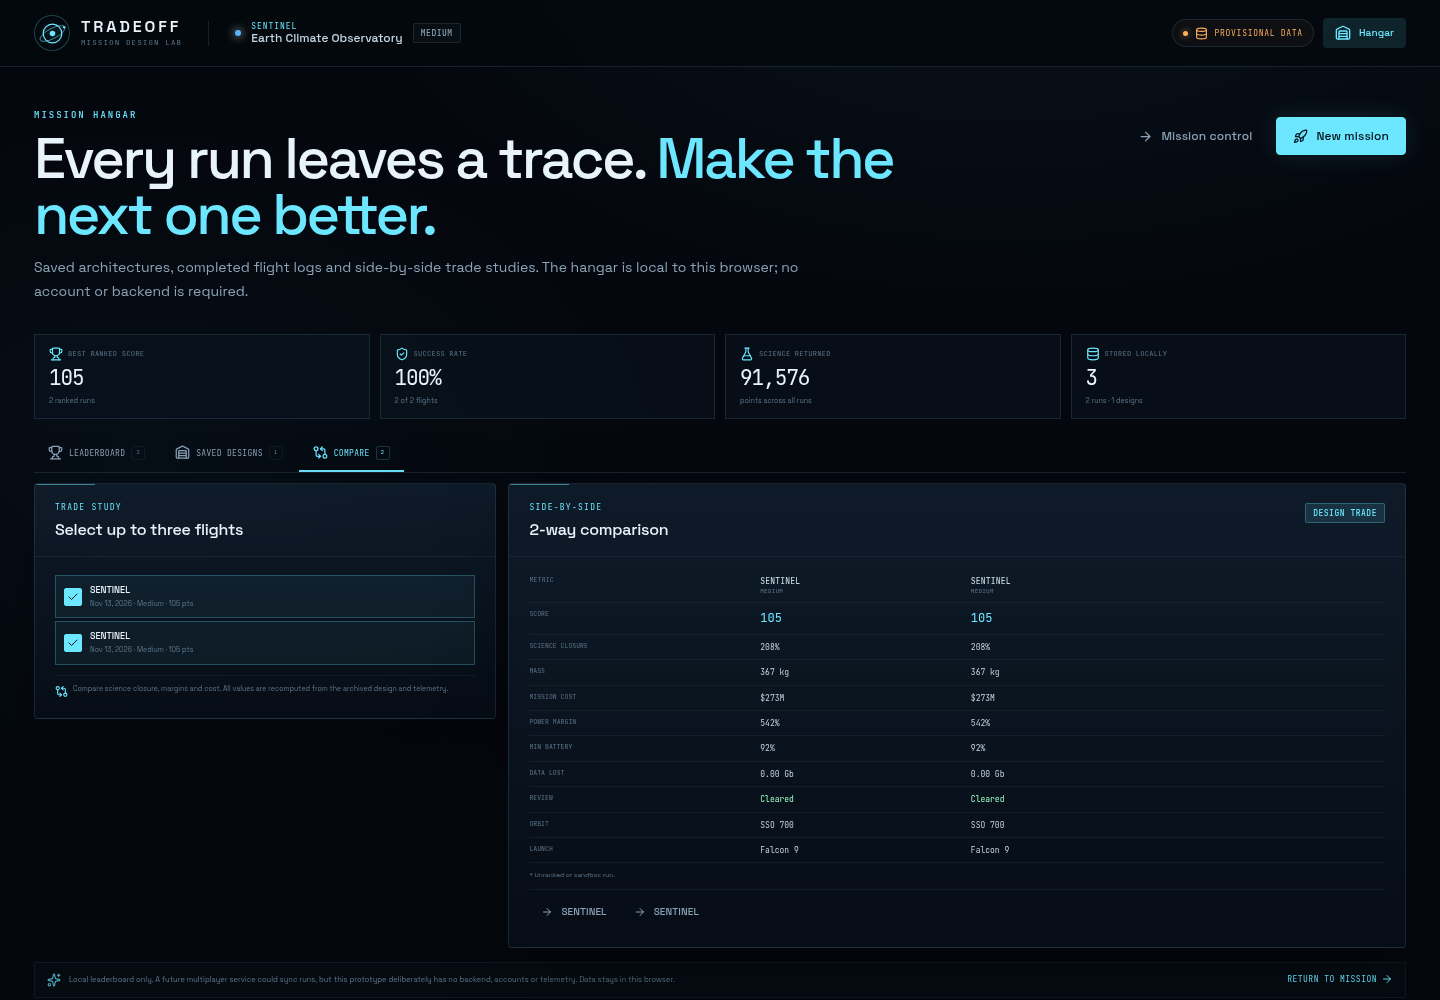 TRADEOFF
MISSION DESIGN LAB
SENTINEL
Earth Climate Observatory
MEDIUM
PROVISIONAL DATA
Hangar
MISSION HANGAR
Every run leaves a trace. Make the
next one better.
Mission control
New mission
Saved architectures, completed flight logs and side-by-side trade studies. The hangar is local to this browser; no
account or backend is required.
BEST RANKED SCORE
105
2 ranked runs
SUCCESS RATE
100%
2 of 2 flights
SCIENCE RETURNED
91,576
points across all runs
STORED LOCALLY
3
2 runs · 1 designs
LEADERBOARD
SAVED DESIGNS 1
COMPARE 2
TRADE STUDY
Select up to three flights
SENTINEL
Nov 13, 2026 · Medium · 105 pts
SENTINEL
Nov 13, 2026 · Medium · 105 pts
Compare science closure, margins and cost. All values are recomputed from the archived design and telemetry.
SIDE-BY-SIDE
2-way comparison
DESIGN TRADE
METRIC SENTINEL SENTINEL
MEDIUM MEDIUM
SCORE 105 105
SCIENCE CLOSURE 208% 208%
MASS 367 kg 367 kg
MISSION COST $273M $273M
POWER MARGIN 542% 542%
MIN BATTERY 92% 92%
DATA LOST 0.00 Gb 0.00 Gb
REVIEW Cleared Cleared
ORBIT SSO 700 SSO 700
LAUNCH Falcon 9 Falcon 9
* Unranked or sandbox run.
SENTINEL SENTINEL
Local leaderboard only. A future multiplayer service could sync runs, but this prototype deliberately has no backend, accounts or telemetry. Data stays in this browser.
RETURN TO MISSION